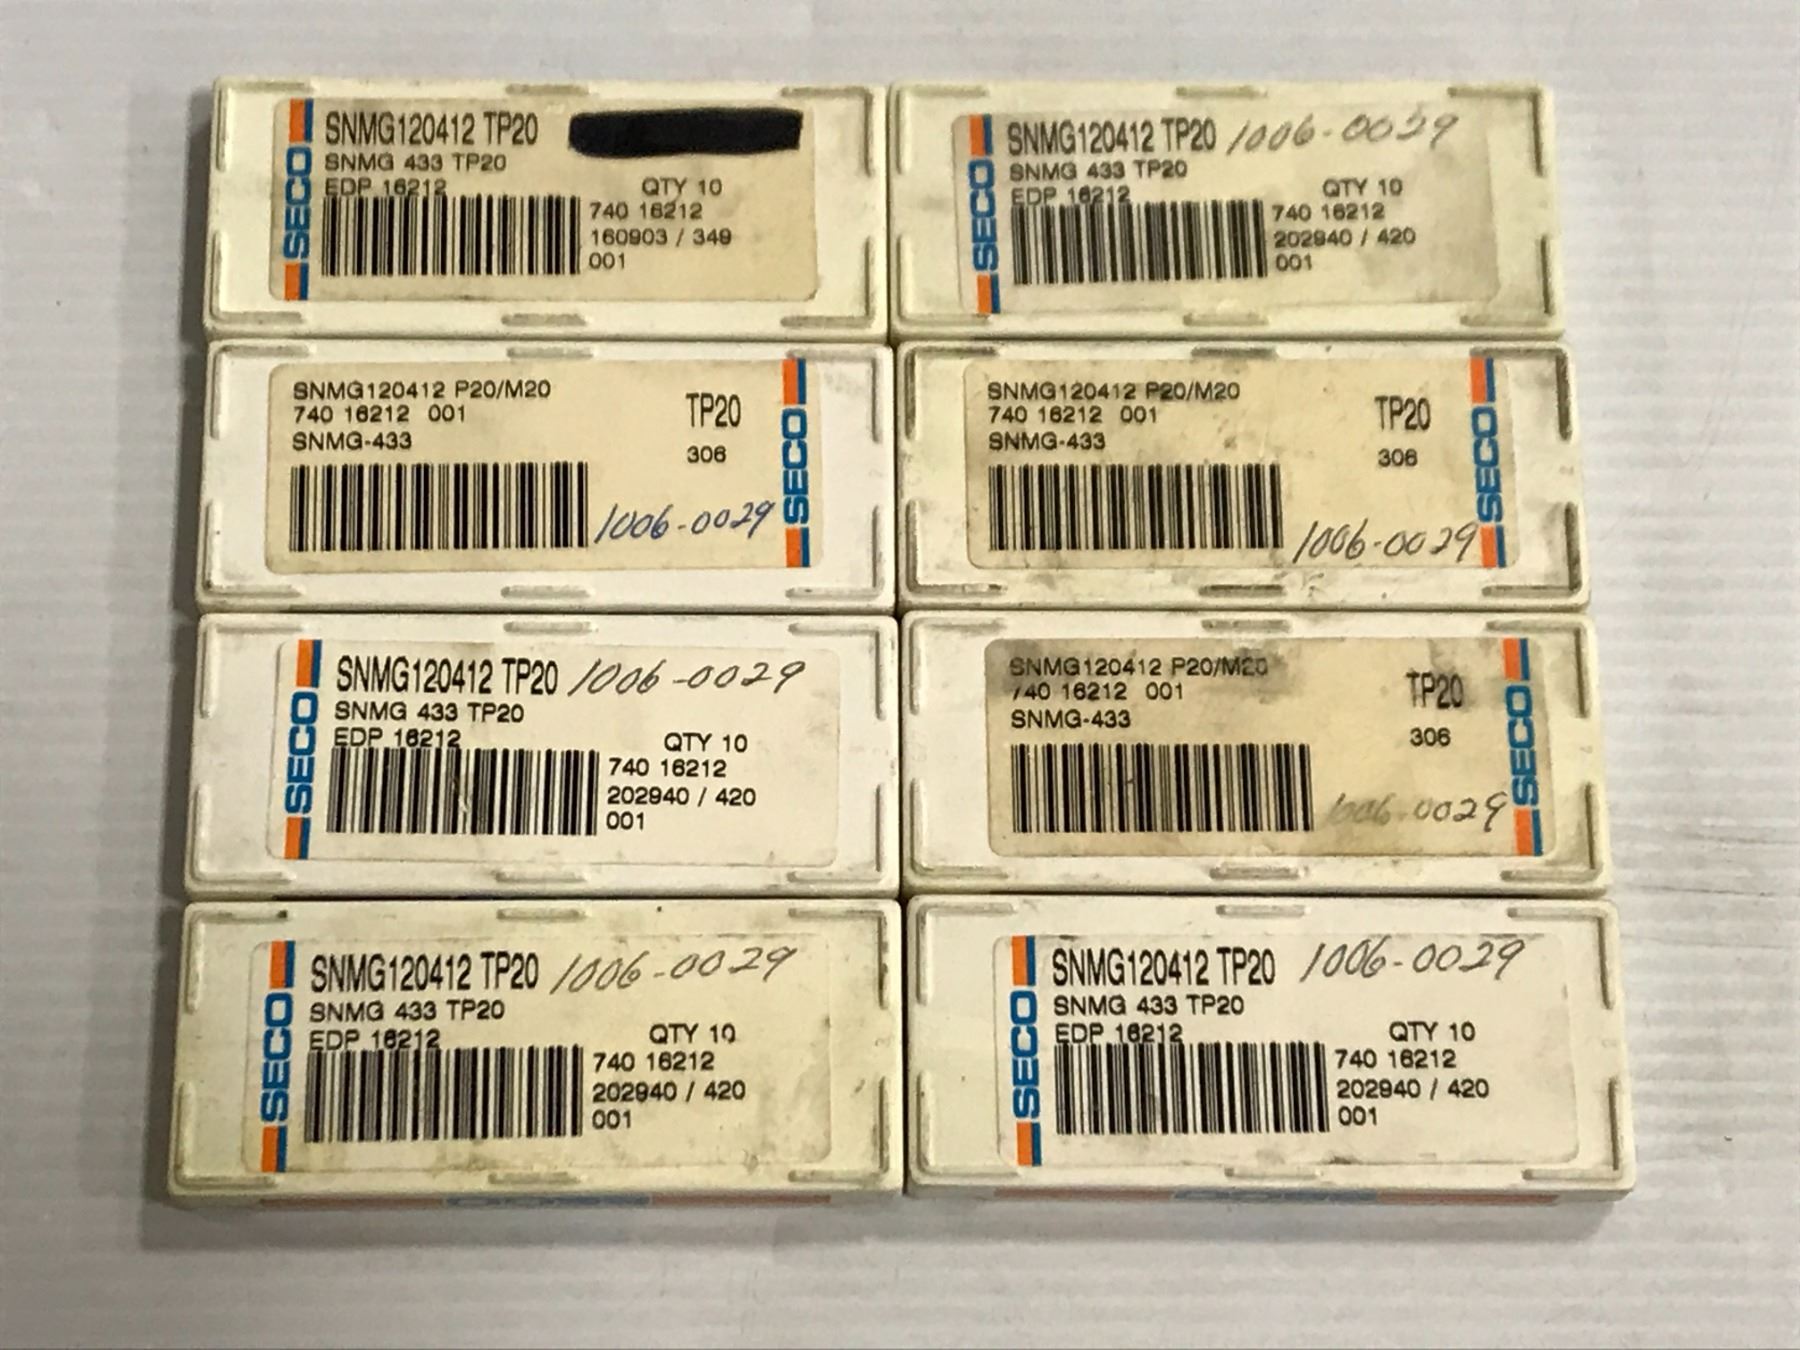 SECO
SNMG120412 TP20
SNMG 433 TP20
EDP 16212
QTY 10
740 16212
160903 / 349
001
SECO
SNMG120412 TP20 1006-0029
SNMG 433 TP20
EDP 16212
QTY 10
740 16212
202940 / 420
001
SNMG120412 P20/M20
740 16212 001
SNMG-433
TP20
306
1006-0029
SECO
SNMG120412 P20/M20
740 16212 001
SNMG-433
TP20
306
1006-0029
SECO
SECO
SNMG120412 TP20 1006-0029
SNMG 433 TP20
EDP 16212
QTY 10
740 16212
202940 / 420
001
SNMG120412 P20/M20
740 16212 001
SNMG-433
TP20
306
1006-0029
SECO
SECO
SNMG120412 TP20 1006-0029
SNMG 433 TP20
EDP 16212
QTY 10
740 16212
202940 / 420
001
SECO
SNMG120412 TP20 1006-0029
SNMG 433 TP20
EDP 16212
QTY 10
740 16212
202940 / 420
001